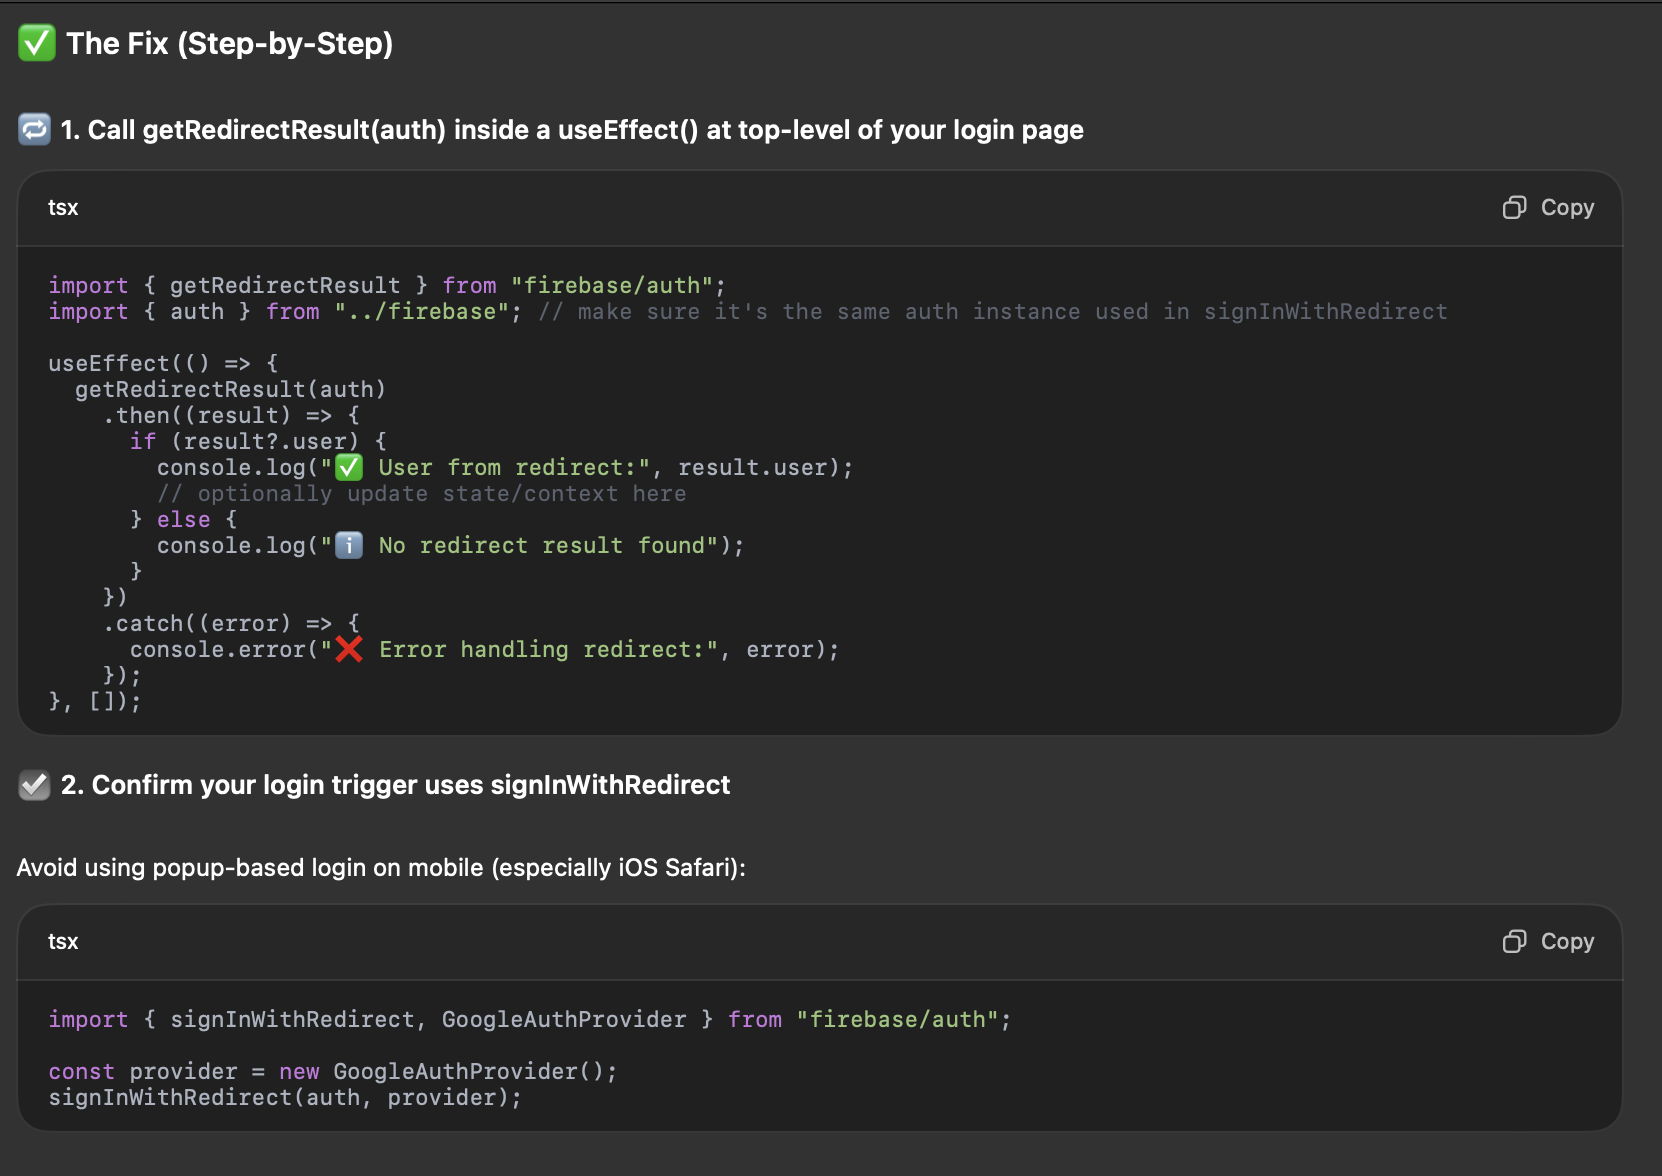 ✅ The Fix (Step-by-Step)
🔁 1. Call getRedirectResult(auth) inside a useEffect() at top-level of your login page
tsx
Copy
import { getRedirectResult } from "firebase/auth";
import { auth } from "../firebase"; // make sure it's the same auth instance used in signInWithRedirect

useEffect(() => {
  getRedirectResult(auth)
    .then((result) => {
      if (result?.user) {
        console.log("✅ User from redirect:", result.user);
        // optionally update state/context here
      } else {
        console.log("ℹ️ No redirect result found");
      }
    })
    .catch((error) => {
      console.error("❌ Error handling redirect:", error);
    });
}, []);
☑️ 2. Confirm your login trigger uses signInWithRedirect
Avoid using popup-based login on mobile (especially iOS Safari):
tsx
Copy
import { signInWithRedirect, GoogleAuthProvider } from "firebase/auth";

const provider = new GoogleAuthProvider();
signInWithRedirect(auth, provider);